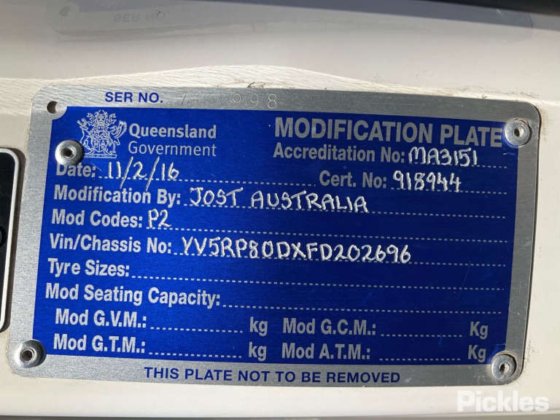 SER NO. 998
Queensland
Government
MODIFICATION PLATE
Accreditation No: MA3151
Date: 11/2/16 Cert. No: 918944
Modification By: JOST AUSTRALIA
Mod Codes: P2
Vin/Chassis No: YV5RP80DXFD202696
Tyre Sizes:
Mod Seating Capacity:
Mod G.V.M.: kg Mod G.C.M.: Kg
Mod G.T.M.: kg Mod A.T.M.: Kg
THIS PLATE NOT TO BE REMOVED
Pickles